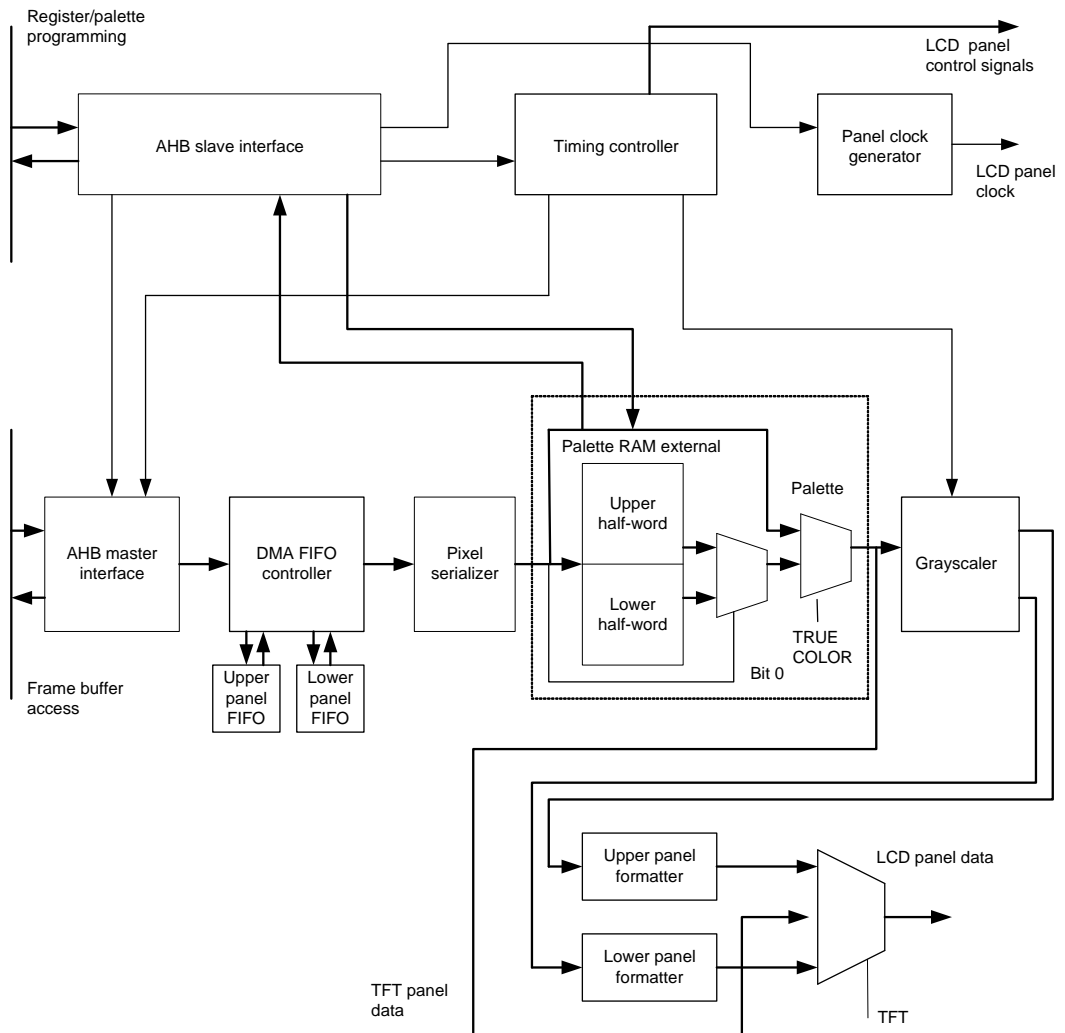 Register/palette
programming
LCD panel
control signals
AHB slave interface
Timing controller
Panel clock
generator
LCD panel
clock
Palette RAM external
Upper
half-word
Palette
AHB master
interface
DMA FIFO
controller
Pixel
serializer
Grayscaler
Lower
half-word
TRUE
COLOR
Bit 0
Frame buffer
access
Upper
panel
FIFO
Lower
panel
FIFO
Upper panel
formatter
LCD panel data
Lower panel
formatter
TFT panel
data
TFT